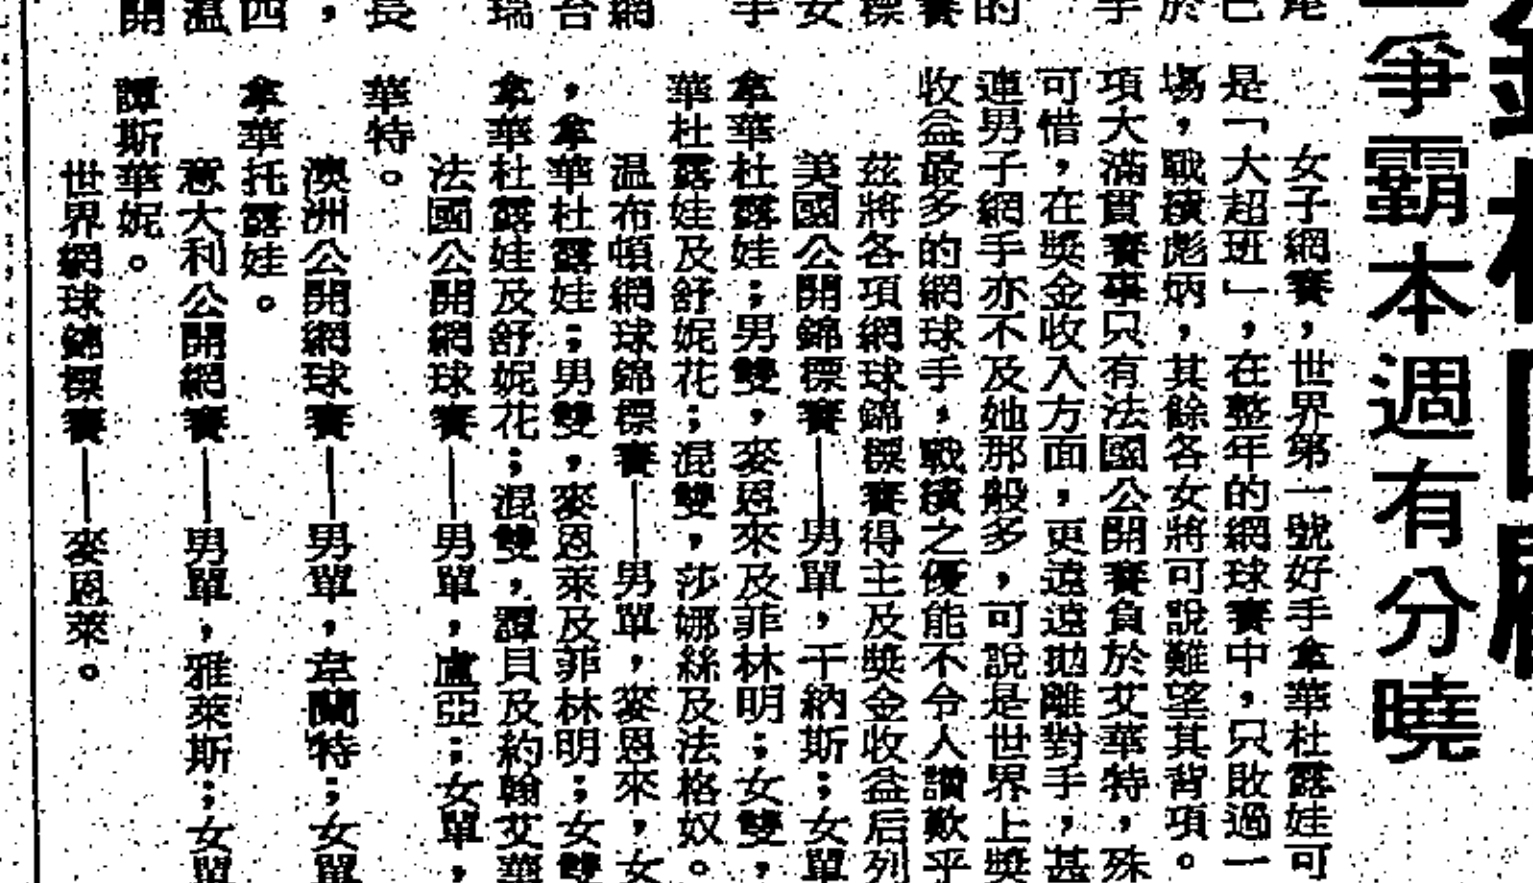 爭霸本週有分曉
女子網賽，世界第一號好手拿華杜露娃可
是「大超班」，在整年的網球賽中，只敗過一
場，戰績彪炳，其餘各女將可說難望其背項。
項大滿貫賽事只有法國公開賽負於艾華特，殊
可惜，在獎金收入方面，更遠遠拋離對手，甚
連男子網手亦不及她那般多，可說是世界上獎
收益最多的網球手，戰績之優能不令人讚歎乎
茲將各項網球錦標賽得主及獎金收益后列
美國公開錦標賽——男單，干納斯；女單
拿華杜露娃；男雙，麥恩來及菲林明；女雙，
華杜露娃及舒妮花；混雙，莎娜絲及法格奴。
温布頓網球錦標賽——男單，麥恩來，女
，拿華杜露娃；男雙，麥恩萊及菲林明；女雙
拿華杜露娃及舒妮花；混雙，譚貝及約翰艾華
法國公開網球賽——男單，盧亞；女單，
華特。
澳洲公開網球賽——男單，韋蘭特；女單
拿華托露娃。
意大利公開網賽——男單，雅萊斯；女單
譚斯華妮。
世界網球錦標賽——麥恩萊。